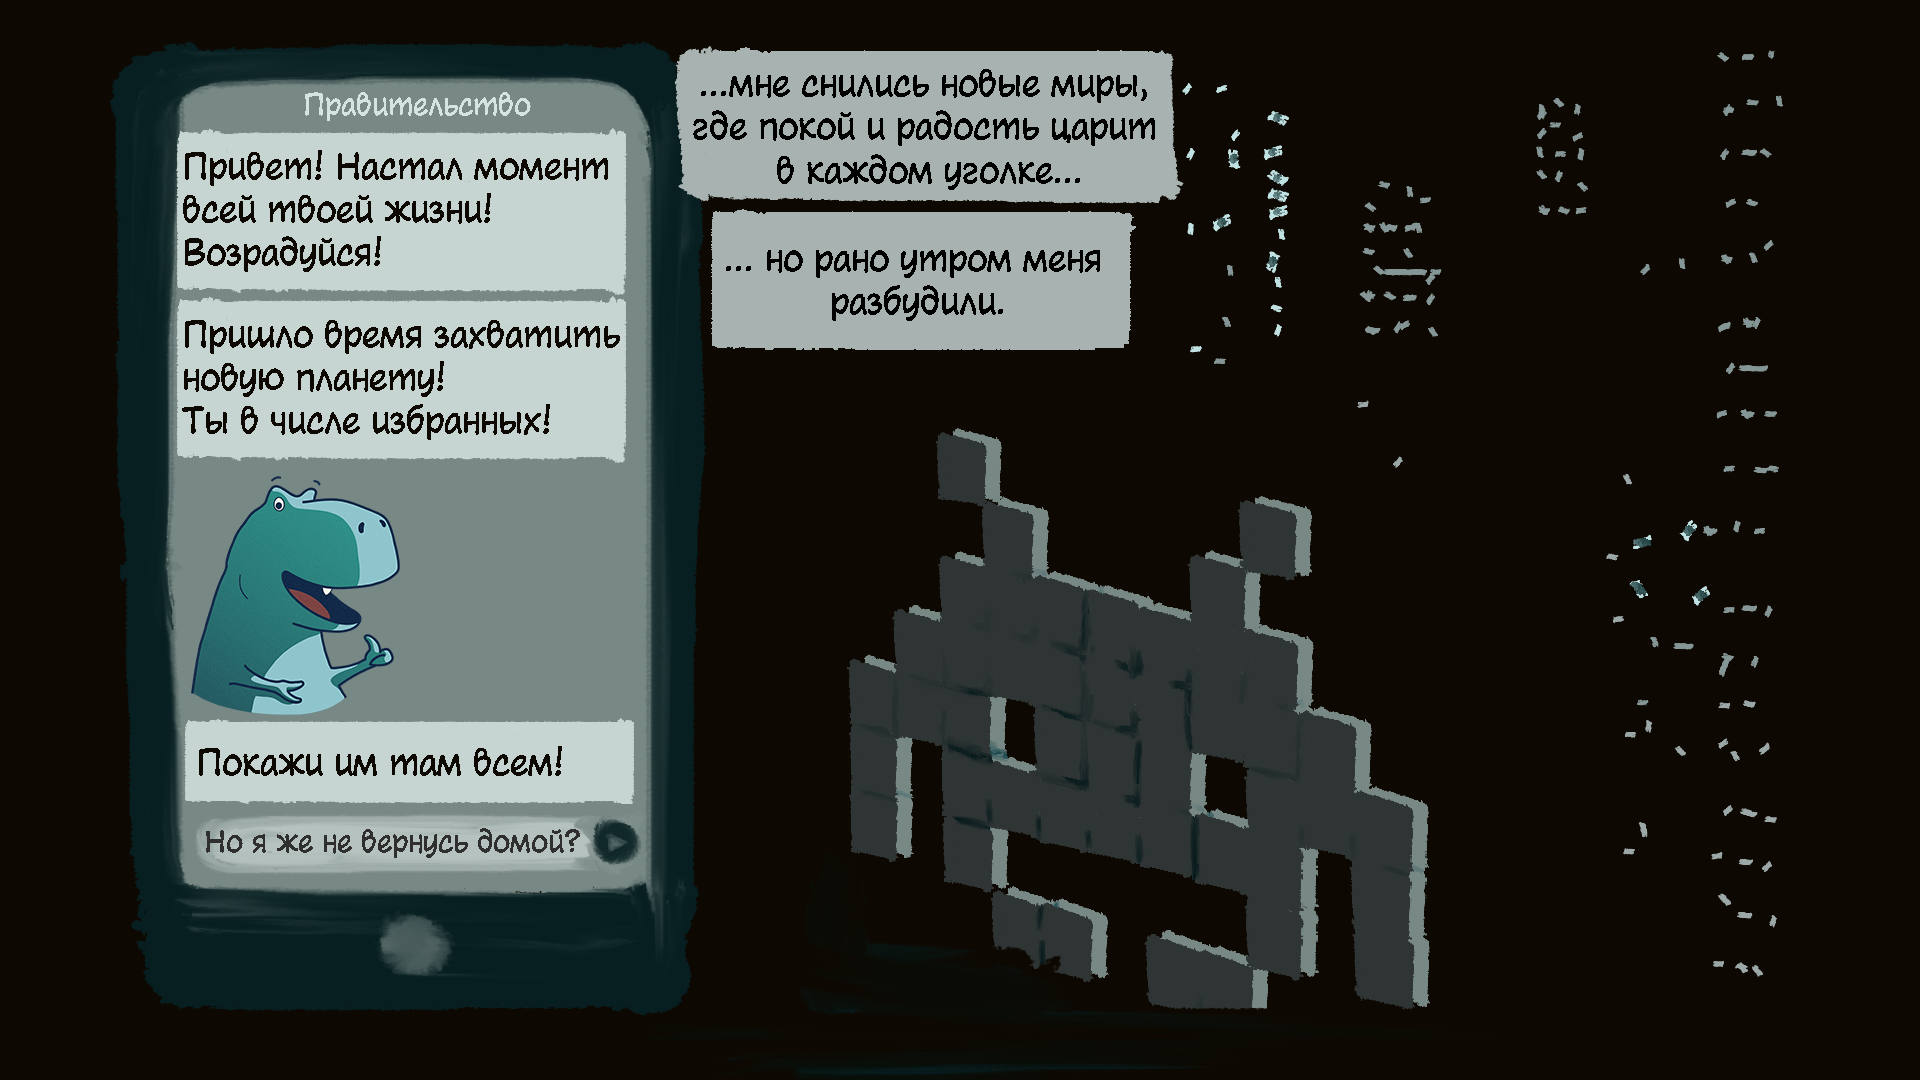 Правительство
Привет! Настал момент
всей твоей жизни!
Возрадуйся!
Пришло время захватить
новую планету!
Ты в числе избранных!
Покажи им там всем!
Но я же не вернусь домой?
...мне снились новые миры,
где покой и радость царит
в каждом уголке...
... но рано утром меня
разбудили.